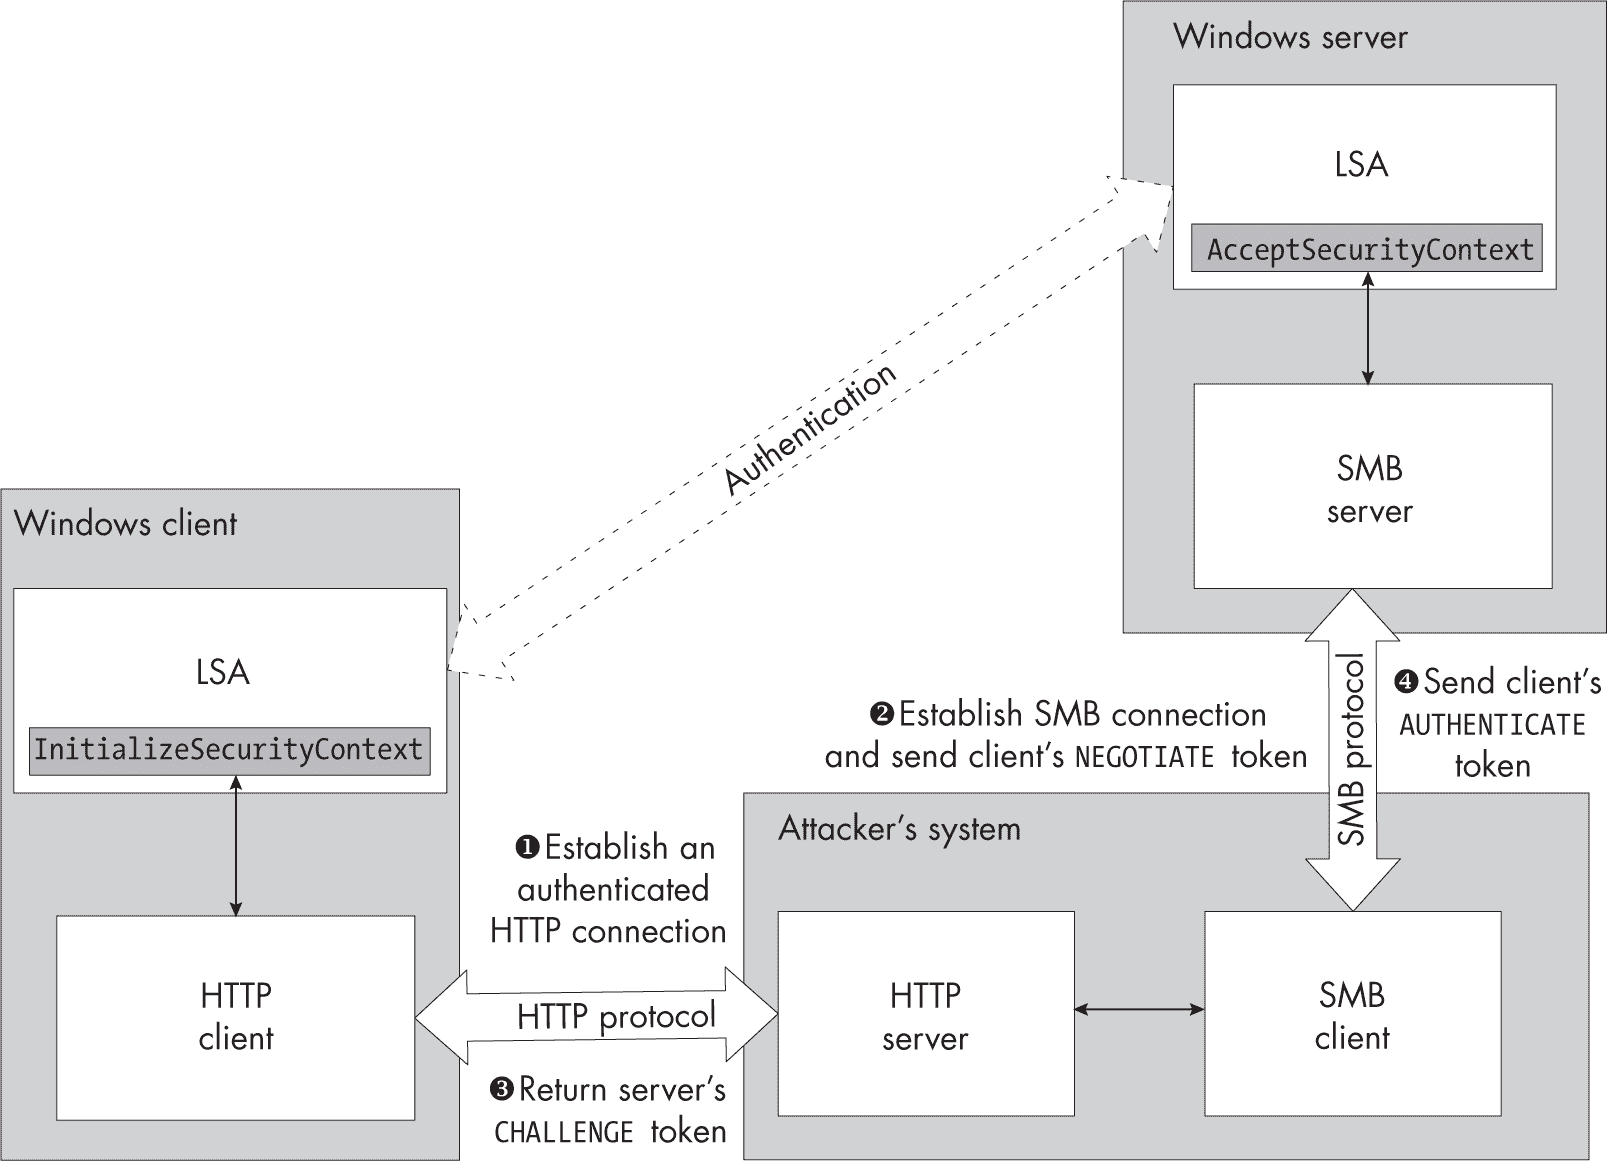 Windows server
LSA
AcceptSecurityContext
SMB
server
Authentication
Windows client
LSA
InitializeSecurityContext
HTTP
client
❶ Establish an
authenticated
HTTP connection
HTTP protocol
❸ Return server’s
CHALLENGE token
❷ Establish SMB connection
and send client’s NEGOTIATE token
SMB protocol
❹ Send client’s
AUTHENTICATE
token
Attacker’s system
HTTP
server
SMB
client